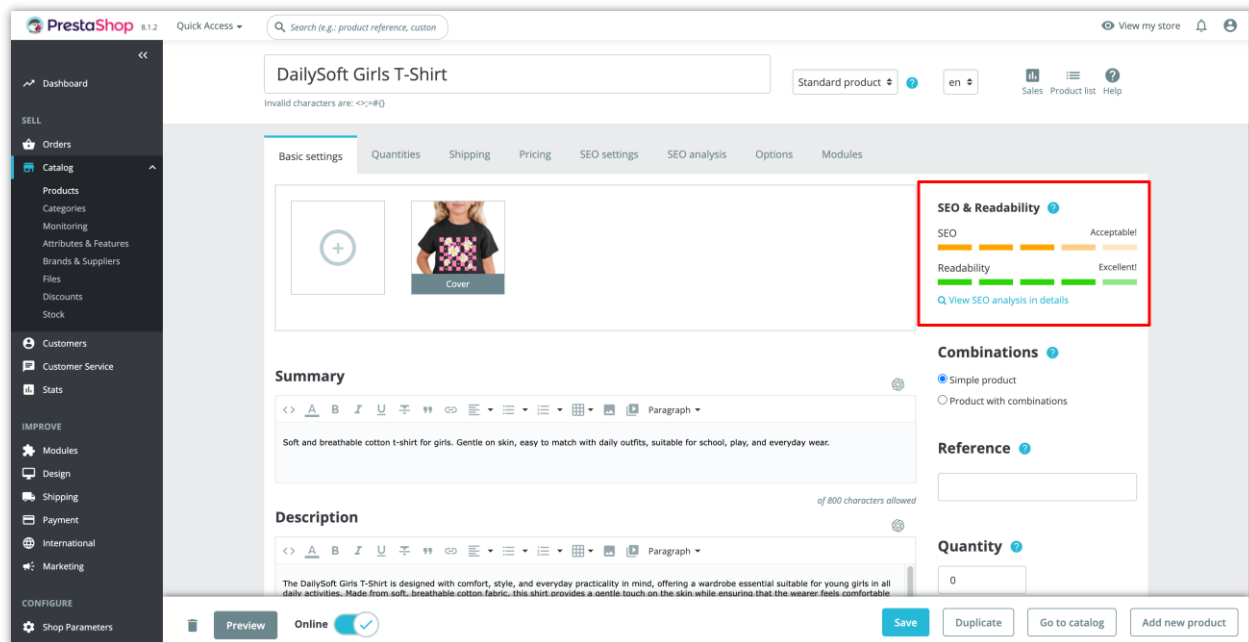 PrestaShop 8.1.2
Quick Access
Search (e.g.: product reference, custon
View my store
Dashboard
SELL
Orders
Catalog
Products
Categories
Monitoring
Attributes & Features
Brands & Suppliers
Files
Discounts
Stock
Customers
Customer Service
Stats
IMPROVE
Modules
Design
Shipping
Payment
International
Marketing
CONFIGURE
Shop Parameters
DailySoft Girls T-Shirt
Invalid characters are: <>;=#{}
Standard product
en
Sales Product list Help
Basic settings Quantities Shipping Pricing SEO settings SEO analysis Options Modules
Cover
Summary
Paragraph
Soft and breathable cotton t-shirt for girls. Gentle on skin, easy to match with daily outfits, suitable for school, play, and everyday wear.
of 800 characters allowed
Description
Paragraph
The DailySoft Girls T-Shirt is designed with comfort, style, and everyday practicality in mind, offering a wardrobe essential suitable for young girls in all
daily activities. Made from soft, breathable cotton fabric, this shirt provides a gentle touch on the skin while ensuring that the wearer feels comfortable
SEO & Readability
SEO Acceptable!
Readability Excellent!
View SEO analysis in details
Combinations
Simple product
Product with combinations
Reference
Quantity
0
Preview
Online
Save
Duplicate
Go to catalog
Add new product